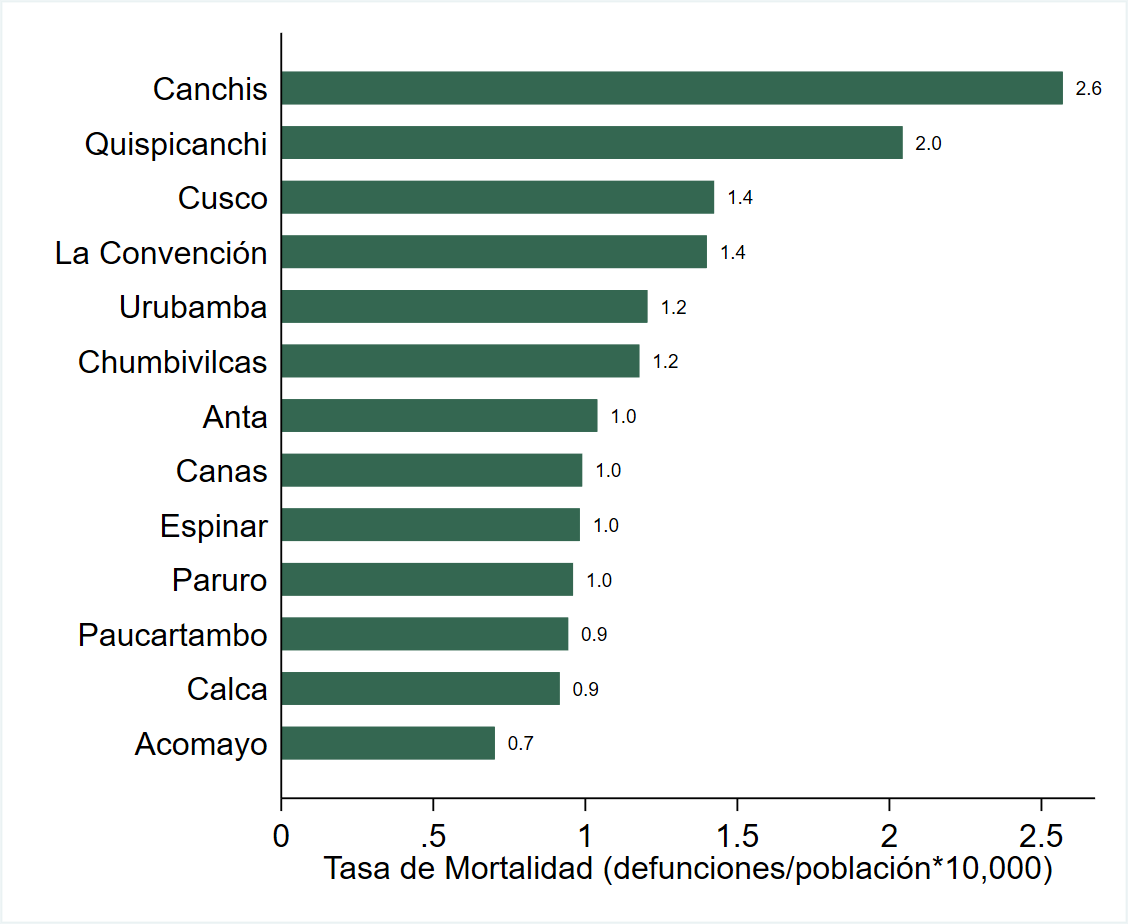 Canchis 2.6
Quispicanchi 2.0
Cusco 1.4
La Convención 1.4
Urubamba 1.2
Chumbivilcas 1.2
Anta 1.0
Canas 1.0
Espinar 1.0
Paruro 1.0
Paucartambo 0.9
Calca 0.9
Acomayo 0.7
0 .5 1 1.5 2 2.5
Tasa de Mortalidad (defunciones/población*10,000)